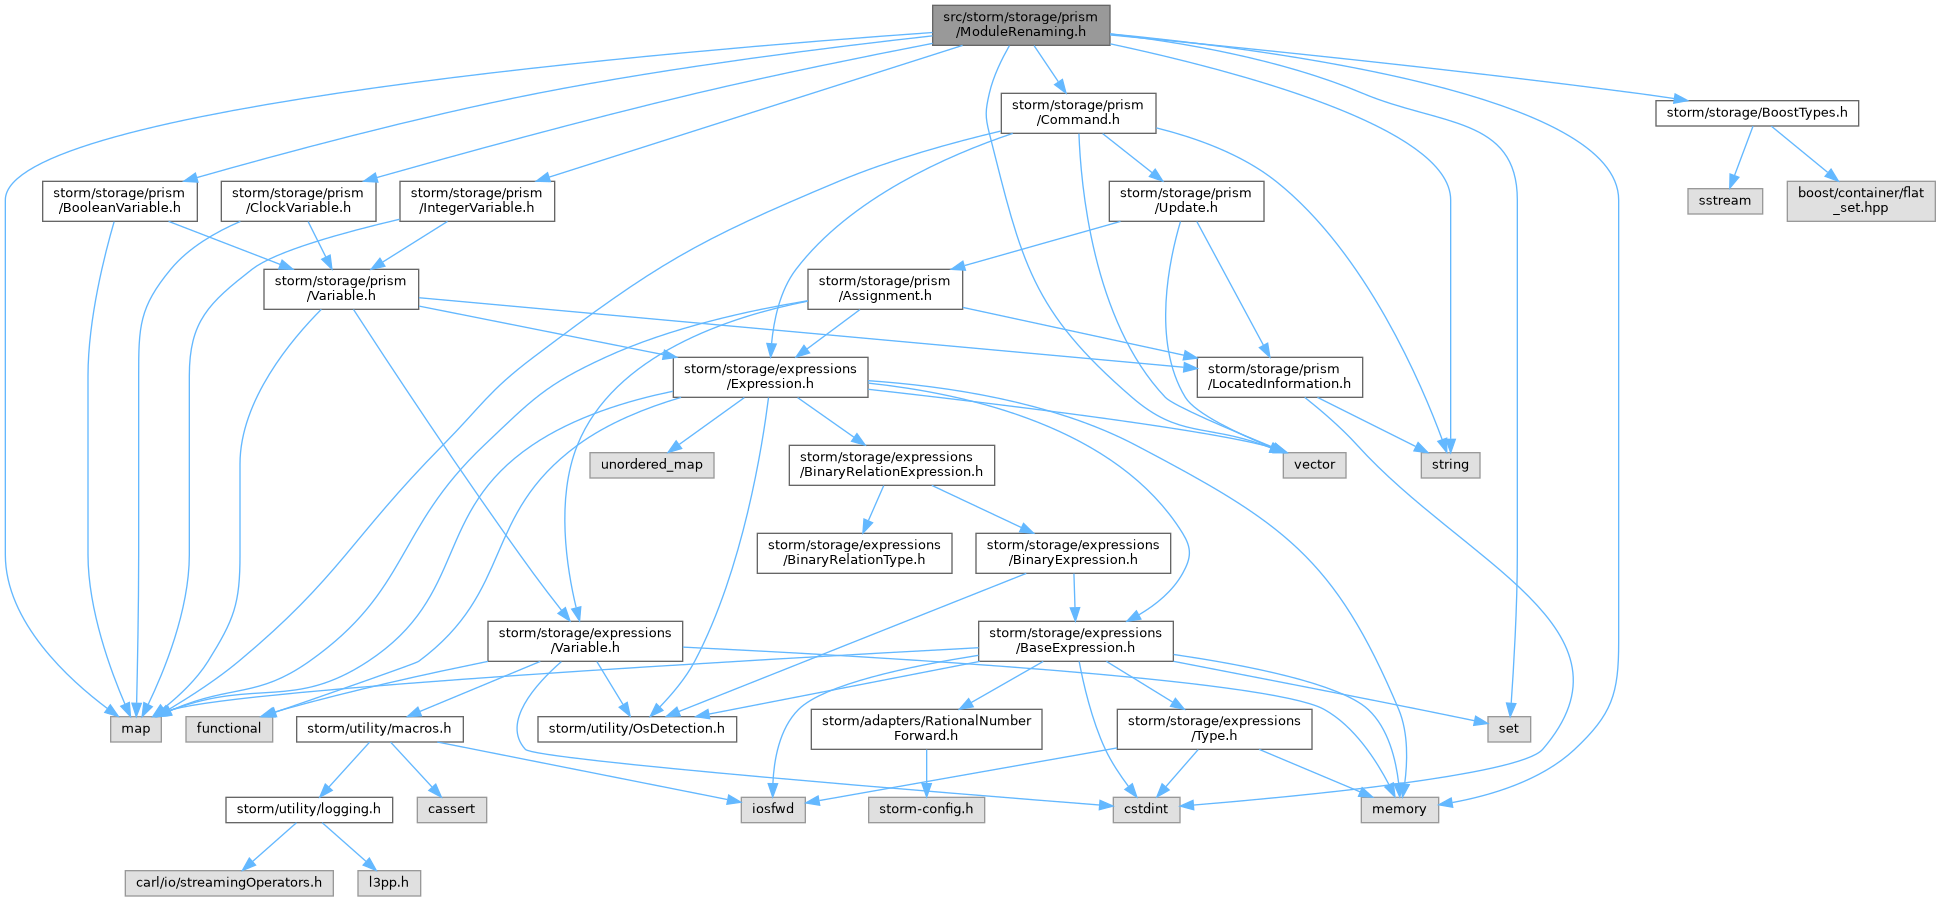 src/storm/storage/prism
/ModuleRenaming.h
storm/storage/prism
/Command.h
storm/storage/BoostTypes.h
storm/storage/prism
/BooleanVariable.h
storm/storage/prism
/ClockVariable.h
storm/storage/prism
/IntegerVariable.h
storm/storage/prism
/Update.h
sstream
boost/container/flat
_set.hpp
storm/storage/prism
/Variable.h
storm/storage/prism
/Assignment.h
storm/storage/expressions
/Expression.h
storm/storage/prism
/LocatedInformation.h
unordered_map
storm/storage/expressions
/BinaryRelationExpression.h
vector
string
storm/storage/expressions
/BinaryRelationType.h
storm/storage/expressions
/BinaryExpression.h
storm/storage/expressions
/Variable.h
storm/storage/expressions
/BaseExpression.h
map
functional
storm/utility/macros.h
storm/utility/OsDetection.h
storm/adapters/RationalNumber
Forward.h
storm/storage/expressions
/Type.h
set
storm/utility/logging.h
cassert
iosfwd
storm-config.h
cstdint
memory
carl/io/streamingOperators.h
l3pp.h